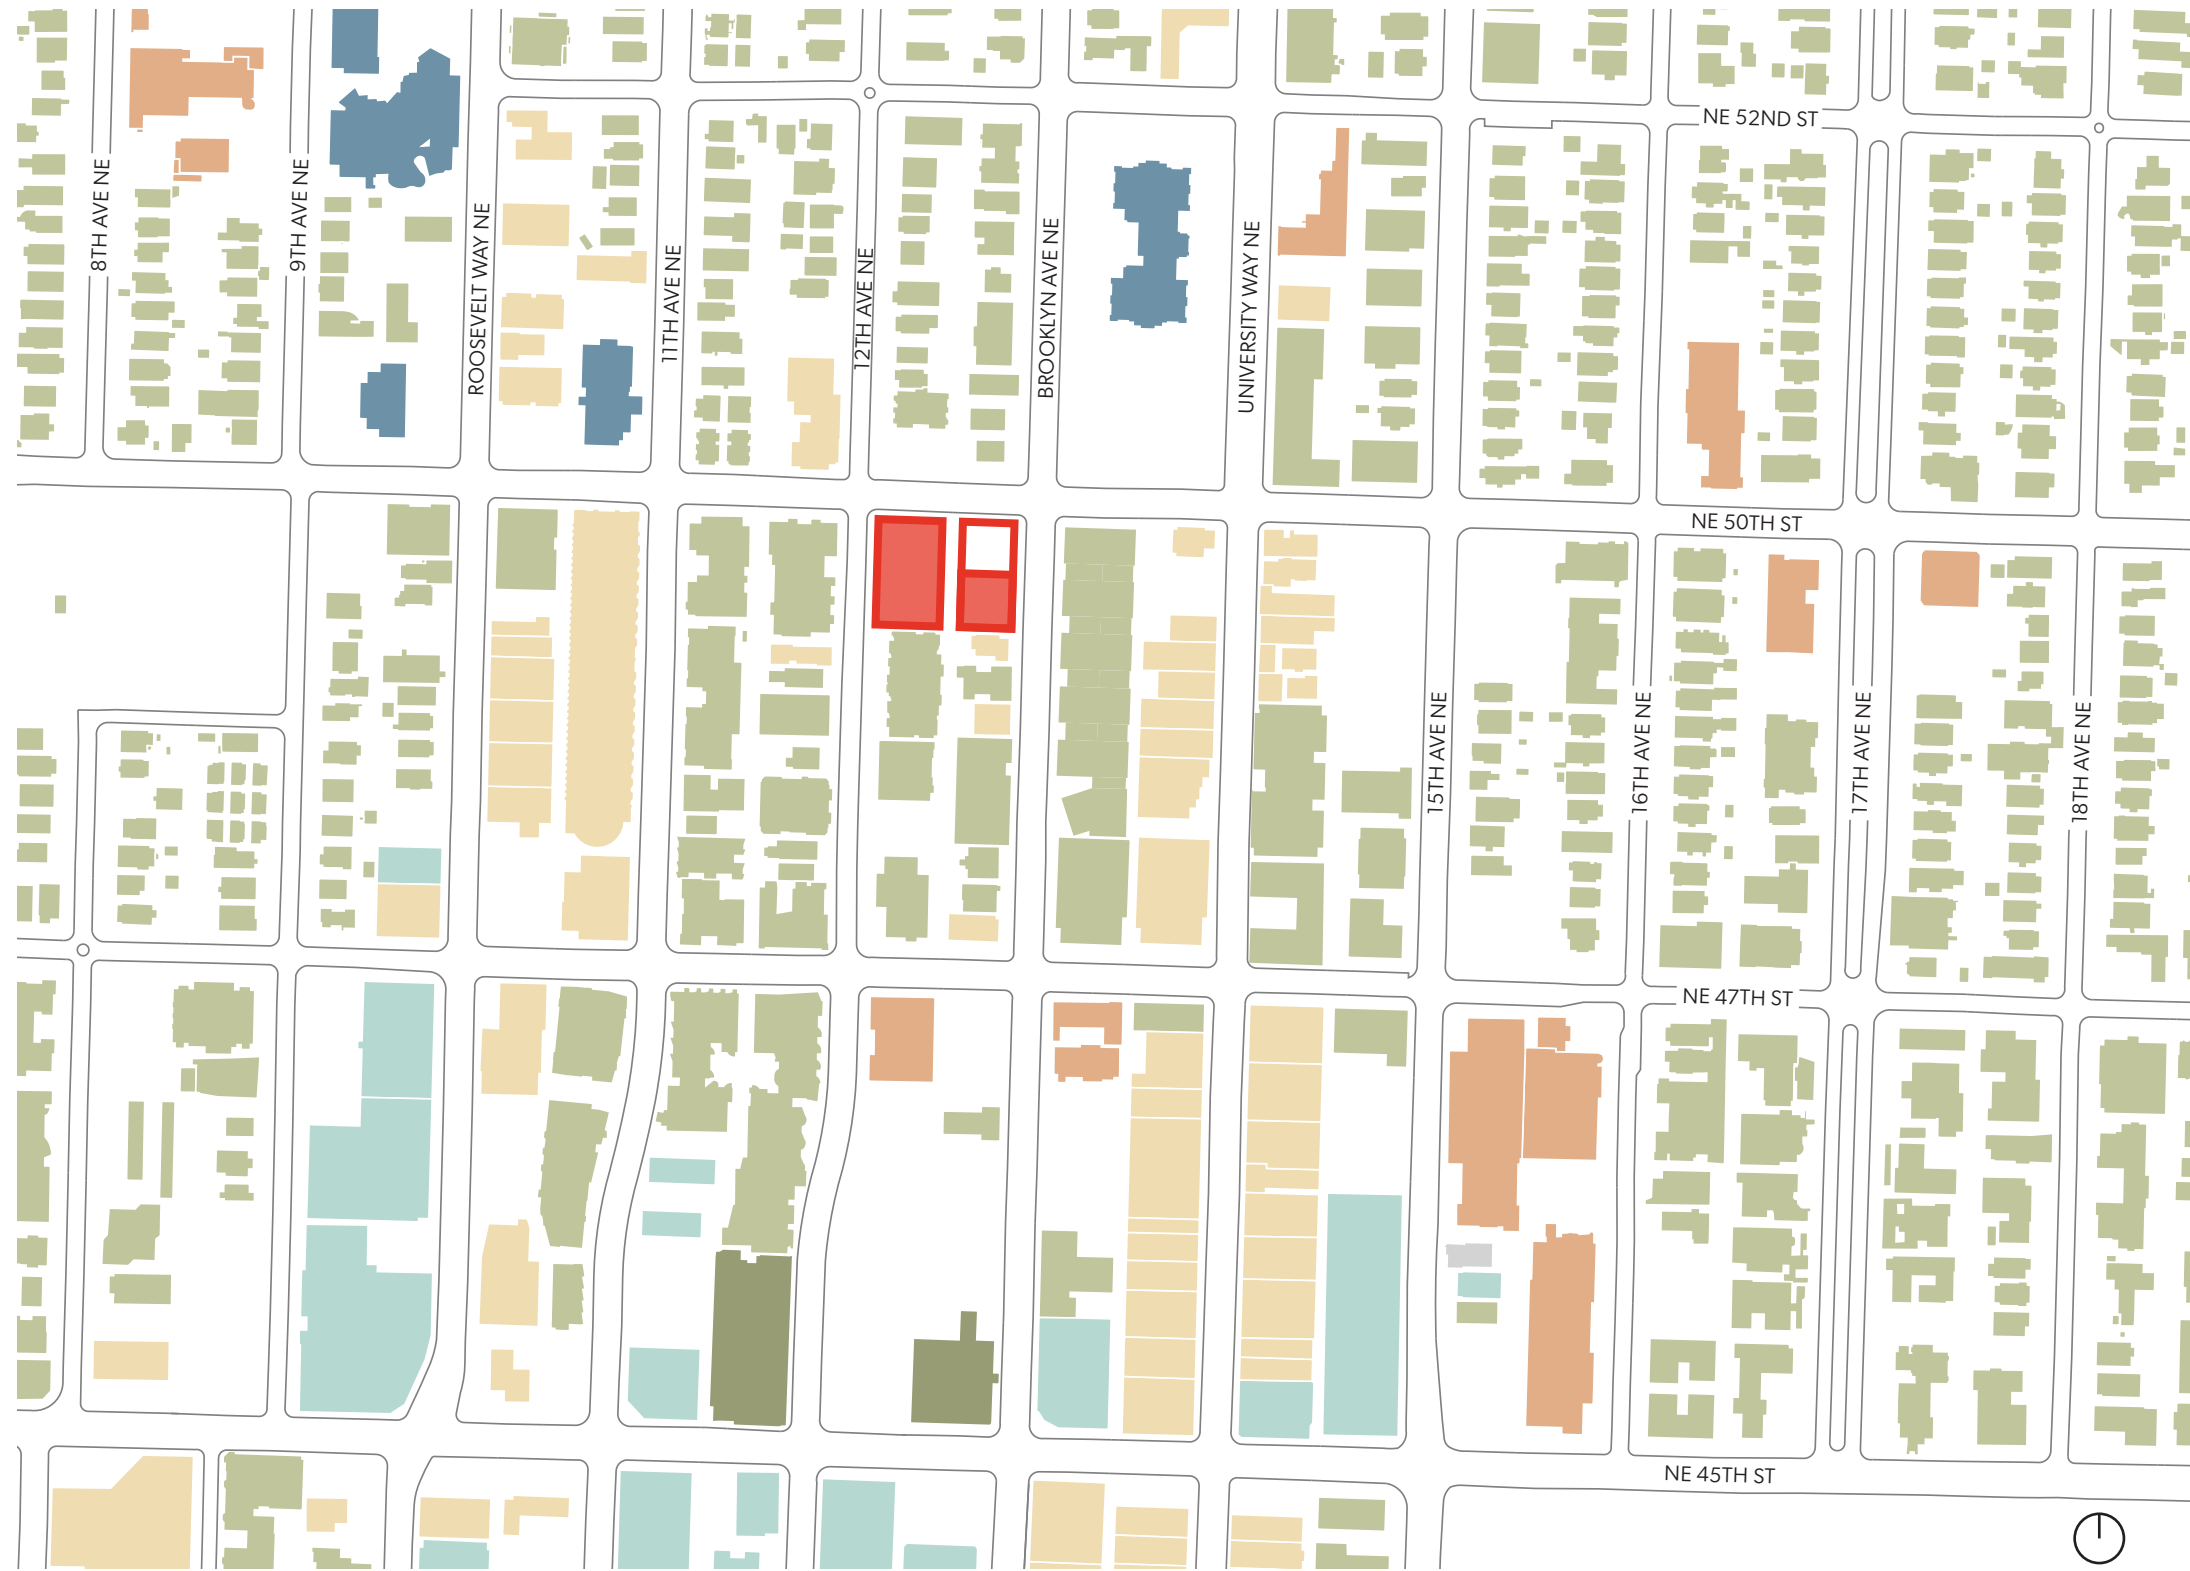 NE 52ND ST
8TH AVE NE
9TH AVE NE
ROOSEVELT WAY NE
11TH AVE NE
12TH AVE NE
BROOKLYN AVE NE
UNIVERSITY WAY NE
NE 50TH ST
15TH AVE NE
16TH AVE NE
17TH AVE NE
18TH AVE NE
NE 47TH ST
NE 45TH ST